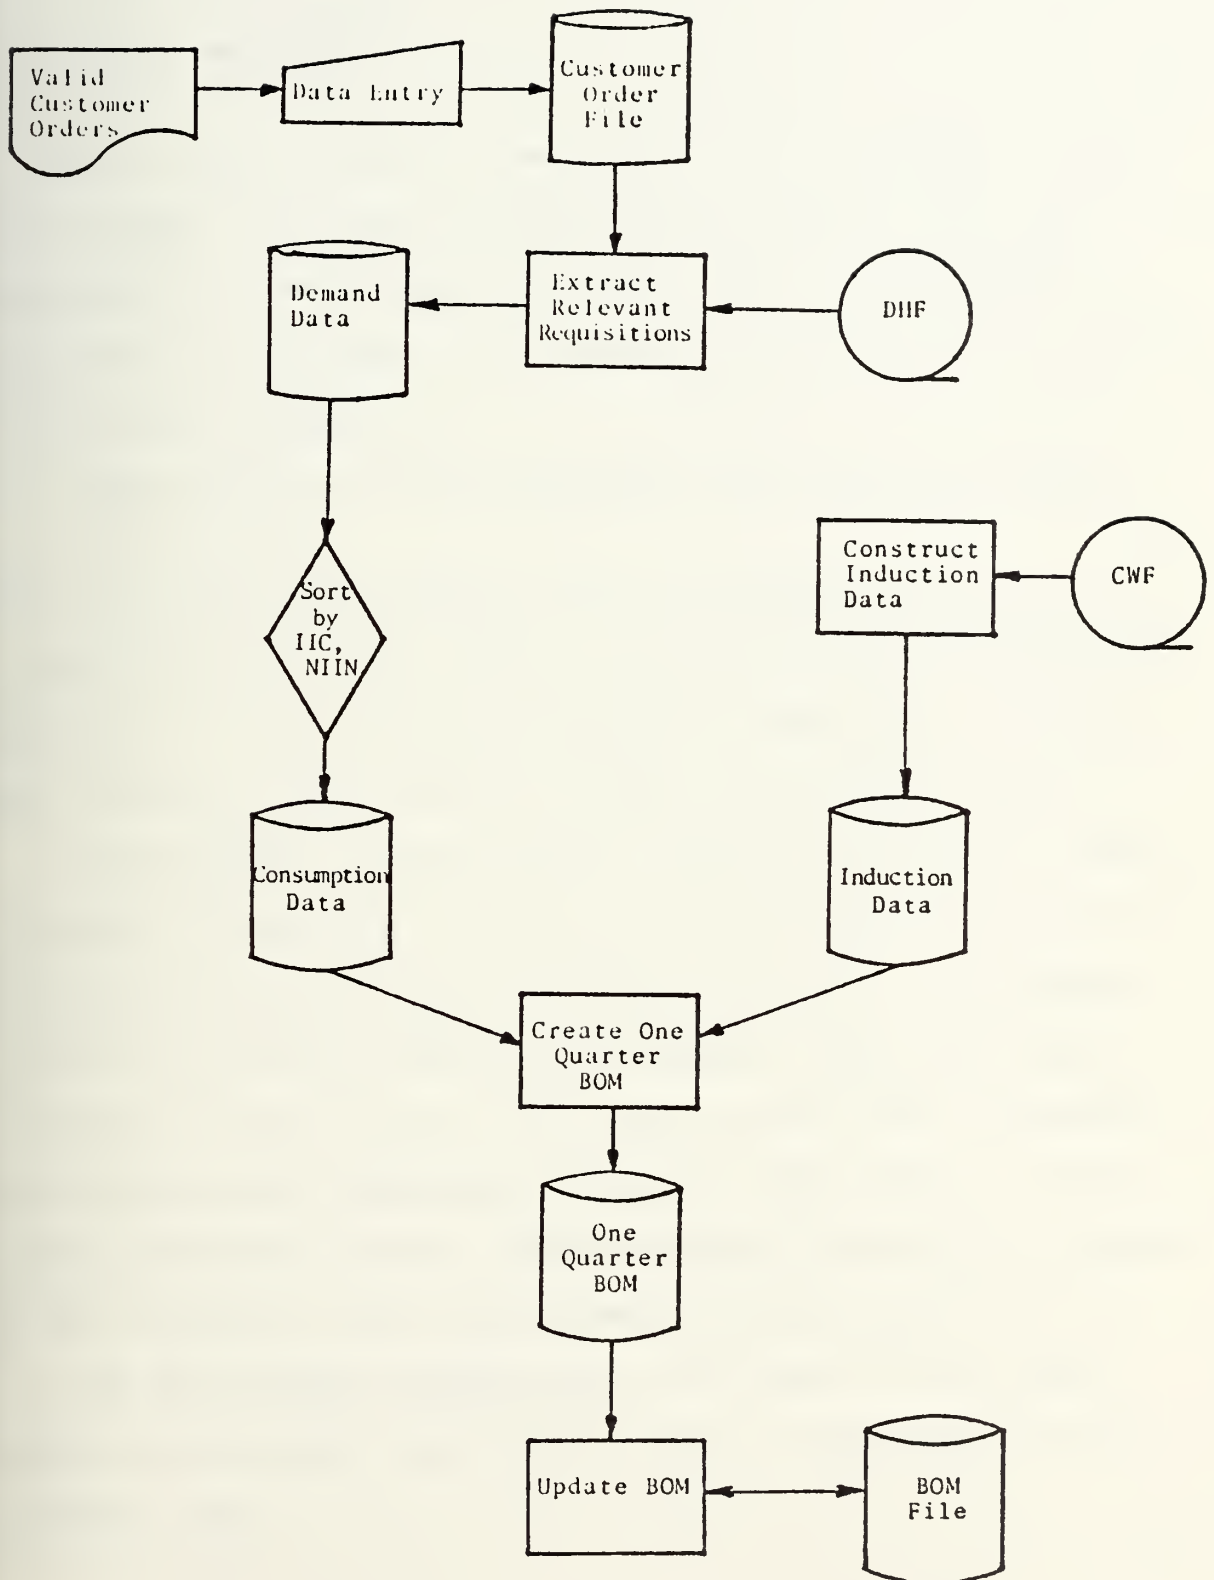 Valid
Customer
Orders
Data Entry
Customer
Order
File
Demand
Data
Extract
Relevant
Requisitions
DHF
Sort
by
IIC,
NIIN
Construct
Induction
Data
CWF
Consumption
Data
Induction
Data
Create One
Quarter
BOM
One
Quarter
BOM
Update BOM
BOM
File